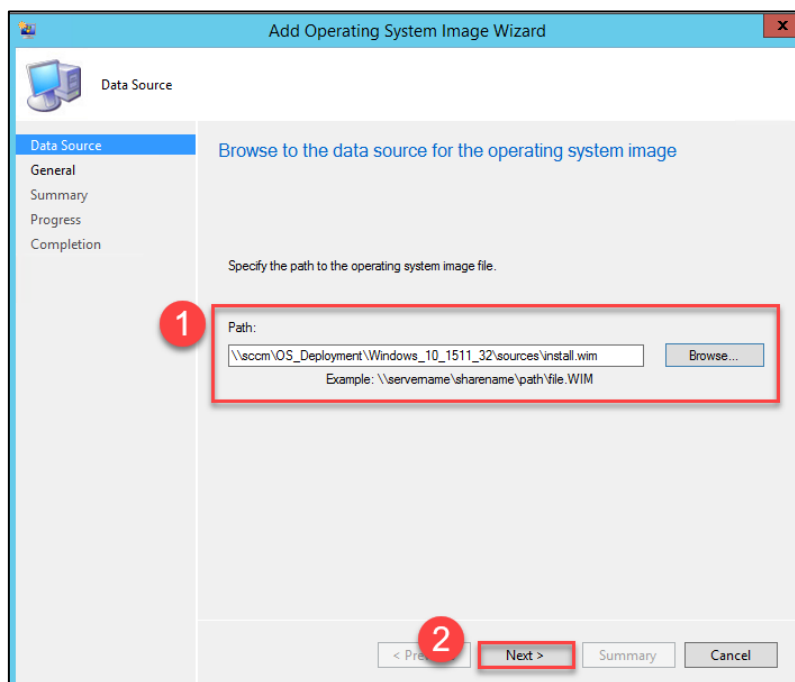 Add Operating System Image Wizard
x
Data Source
Data Source
General
Summary
Progress
Completion
Browse to the data source for the operating system image
Specify the path to the operating system image file.
1
Path:
\\sccm\OS_Deployment\Windows_10_1511_32\sources\install.wim
Browse...
Example: \\servername\sharename\path\file.WIM
2
< Pre
Next >
Summary
Cancel